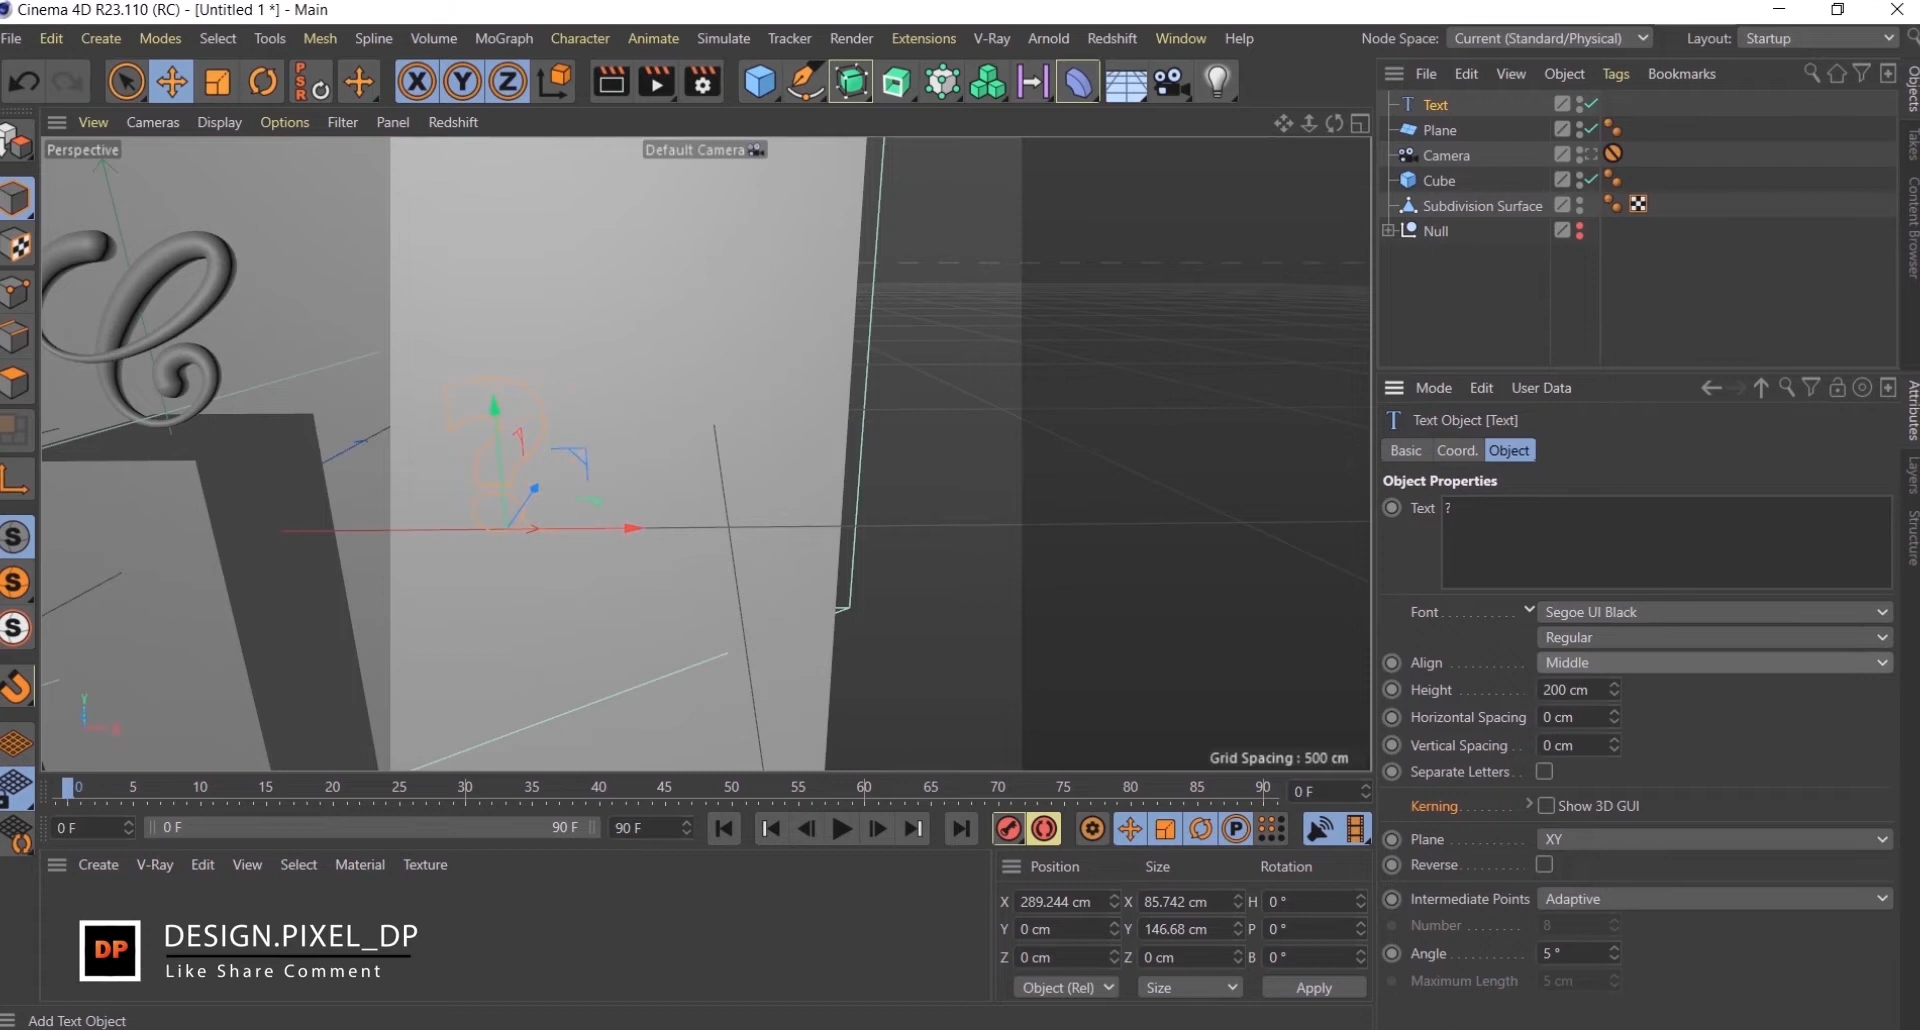 Cinema 4D R23.110 (RC) - [Untitled 1 *] - Main
File Edit Create Modes Select Tools Mesh Spline Volume MoGraph Character Animate Simulate Tracker Render Extensions V-Ray Arnold Redshift Window Help Node Space: Current (Standard/Physical) Layout: Startup
PSR X Y Z
File Edit View Object Tags Bookmarks
View Cameras Display Options Filter Panel Redshift
Perspective
Default Camera
Text
Plane
Camera
Cube
Subdivision Surface
Null
Objects
Takes
Content Browser
Mode Edit User Data
Text Object [Text]
Basic Coord. Object
Object Properties
Text ?
Font Segoe UI Black
Regular
Align Middle
Height 200 cm
Horizontal Spacing 0 cm
Vertical Spacing 0 cm
Separate Letters
Kerning Show 3D GUI
Plane XY
Reverse
Intermediate Points Adaptive
Number 8
Angle 5 °
Maximum Length 5 cm
Attributes
Layers
Structure
S
S
S
Y
Grid Spacing : 500 cm
0 5 10 15 20 25 30 35 40 45 50 55 60 65 70 75 80 85 90 0 F
0 F 0 F 90 F 90 F P
Create V-Ray Edit View Select Material Texture
Position Size Rotation
X 289.244 cm X 85.742 cm H 0 °
Y 0 cm Y 146.68 cm P 0 °
Z 0 cm Z 0 cm B 0 °
Object (Rel) Size Apply
DP
DESIGN.PIXEL_DP
Like Share Comment
Add Text Object